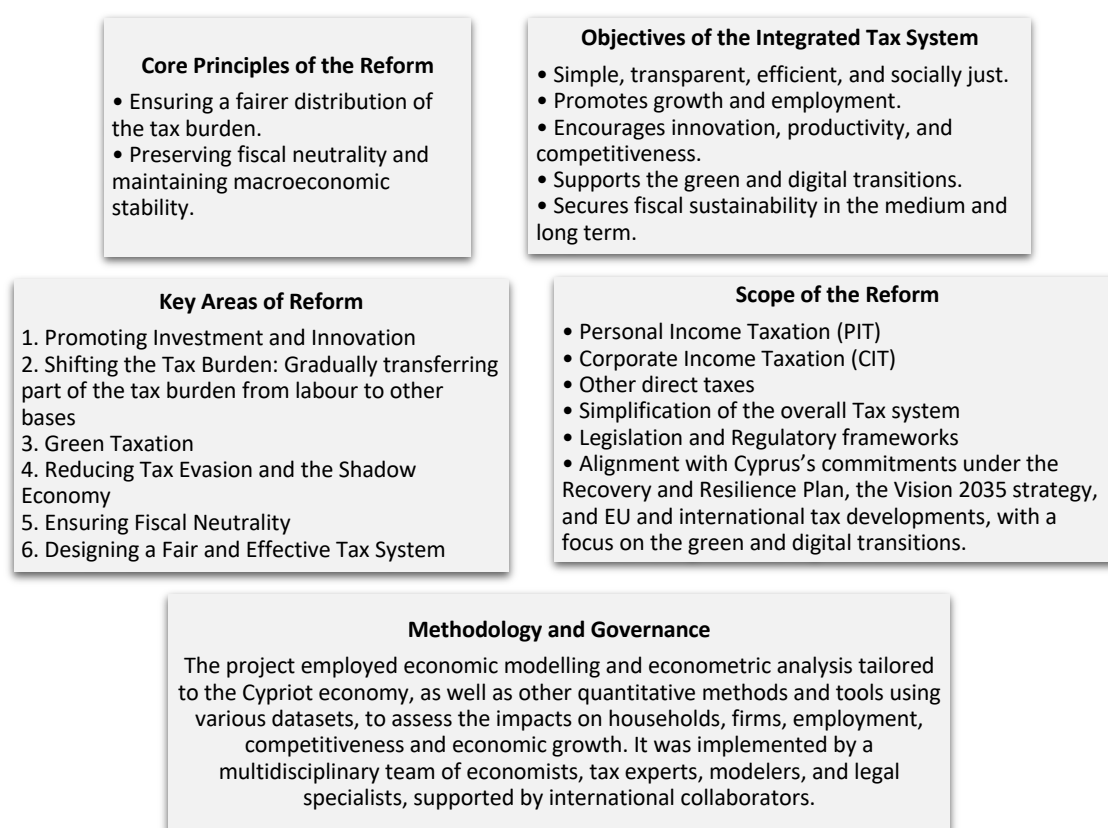 Core Principles of the Reform
• Ensuring a fairer distribution of
the tax burden.
• Preserving fiscal neutrality and
maintaining macroeconomic
stability.
Objectives of the Integrated Tax System
• Simple, transparent, efficient, and socially just.
• Promotes growth and employment.
• Encourages innovation, productivity, and
competitiveness.
• Supports the green and digital transitions.
• Secures fiscal sustainability in the medium and
long term.
Key Areas of Reform
1. Promoting Investment and Innovation
2. Shifting the Tax Burden: Gradually transferring
part of the tax burden from labour to other
bases
3. Green Taxation
4. Reducing Tax Evasion and the Shadow
Economy
5. Ensuring Fiscal Neutrality
6. Designing a Fair and Effective Tax System
Scope of the Reform
• Personal Income Taxation (PIT)
• Corporate Income Taxation (CIT)
• Other direct taxes
• Simplification of the overall Tax system
• Legislation and Regulatory frameworks
• Alignment with Cyprus’s commitments under the
Recovery and Resilience Plan, the Vision 2035 strategy,
and EU and international tax developments, with a
focus on the green and digital transitions.
Methodology and Governance
The project employed economic modelling and econometric analysis tailored
to the Cypriot economy, as well as other quantitative methods and tools using
various datasets, to assess the impacts on households, firms, employment,
competitiveness and economic growth. It was implemented by a
multidisciplinary team of economists, tax experts, modelers, and legal
specialists, supported by international collaborators.